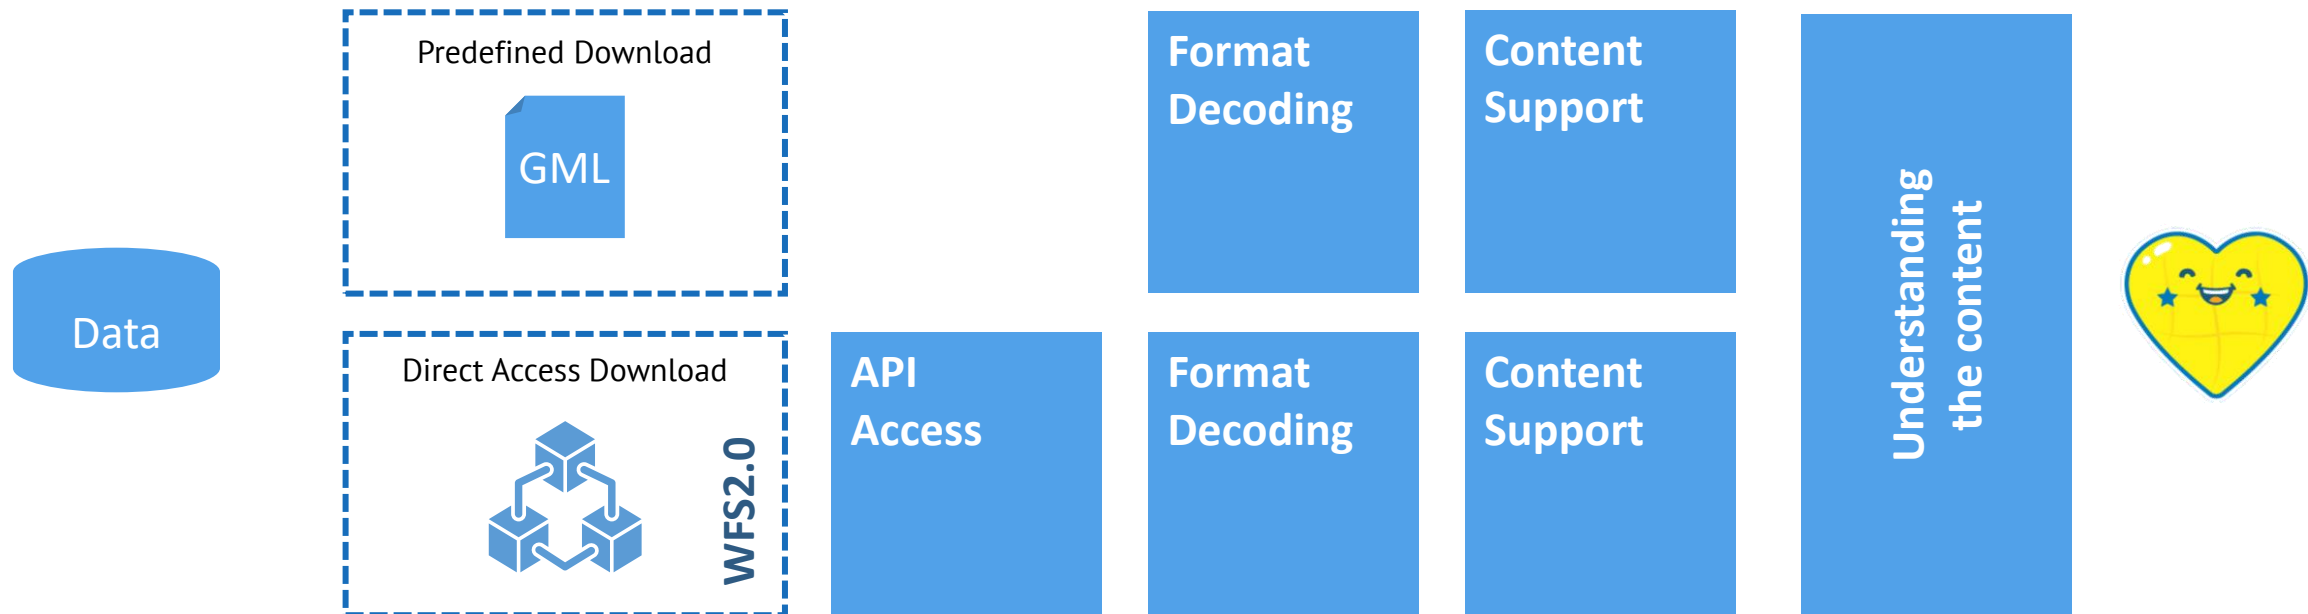 Data
Predefined Download
GML
Direct Access Download
WFS2.0
Format
Decoding
Content
Support
API
Access
Format
Decoding
Content
Support
Understanding
the content